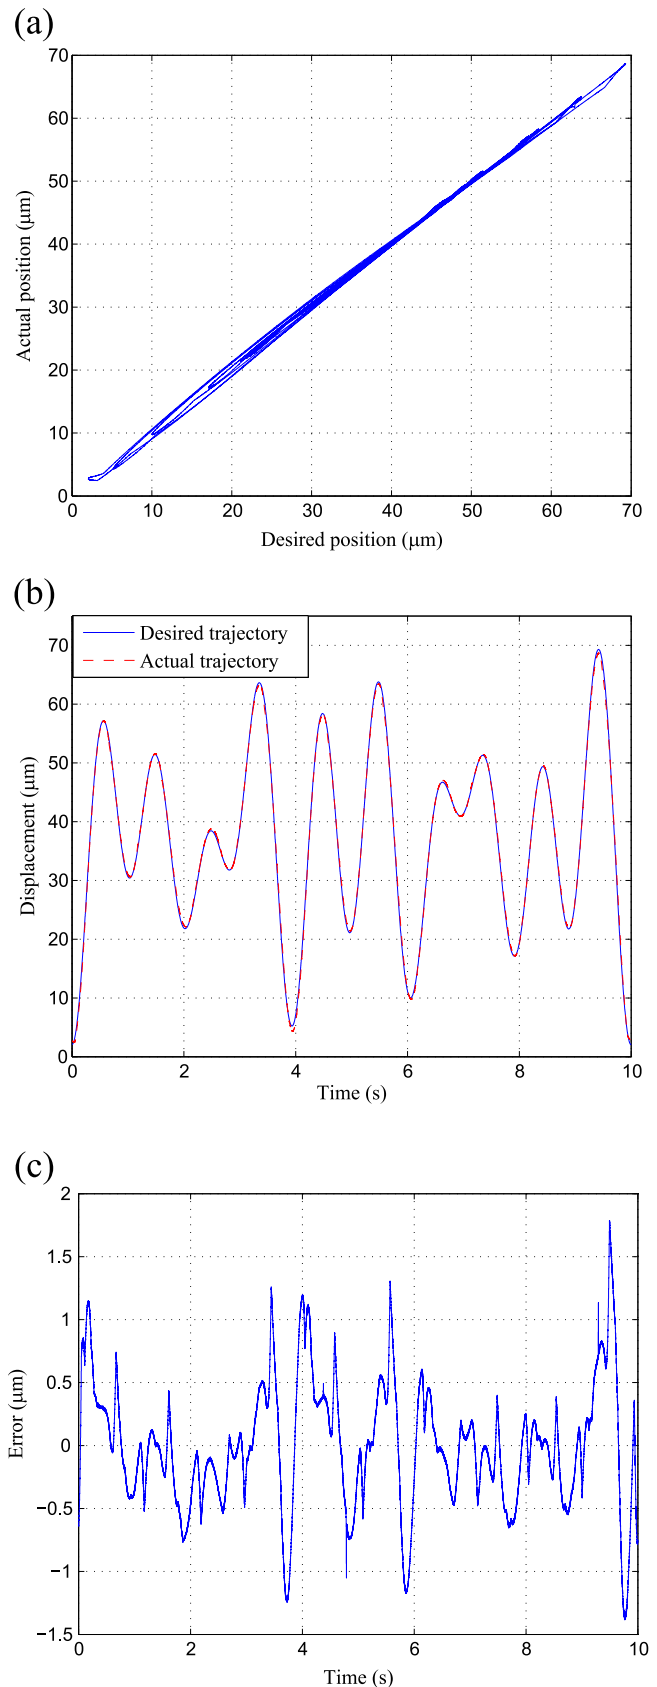 (a)
70
60
50
40
30
20
10
0
Actual position (μm)
0 10 20 30 40 50 60 70
Desired position (μm)
(b)
Desired trajectory
Actual trajectory
70
60
50
40
30
20
10
0
Displacement (μm)
0 2 4 6 8 10
Time (s)
(c)
2
1.5
1
0.5
0
−0.5
−1
−1.5
Error (μm)
0 2 4 6 8 10
Time (s)